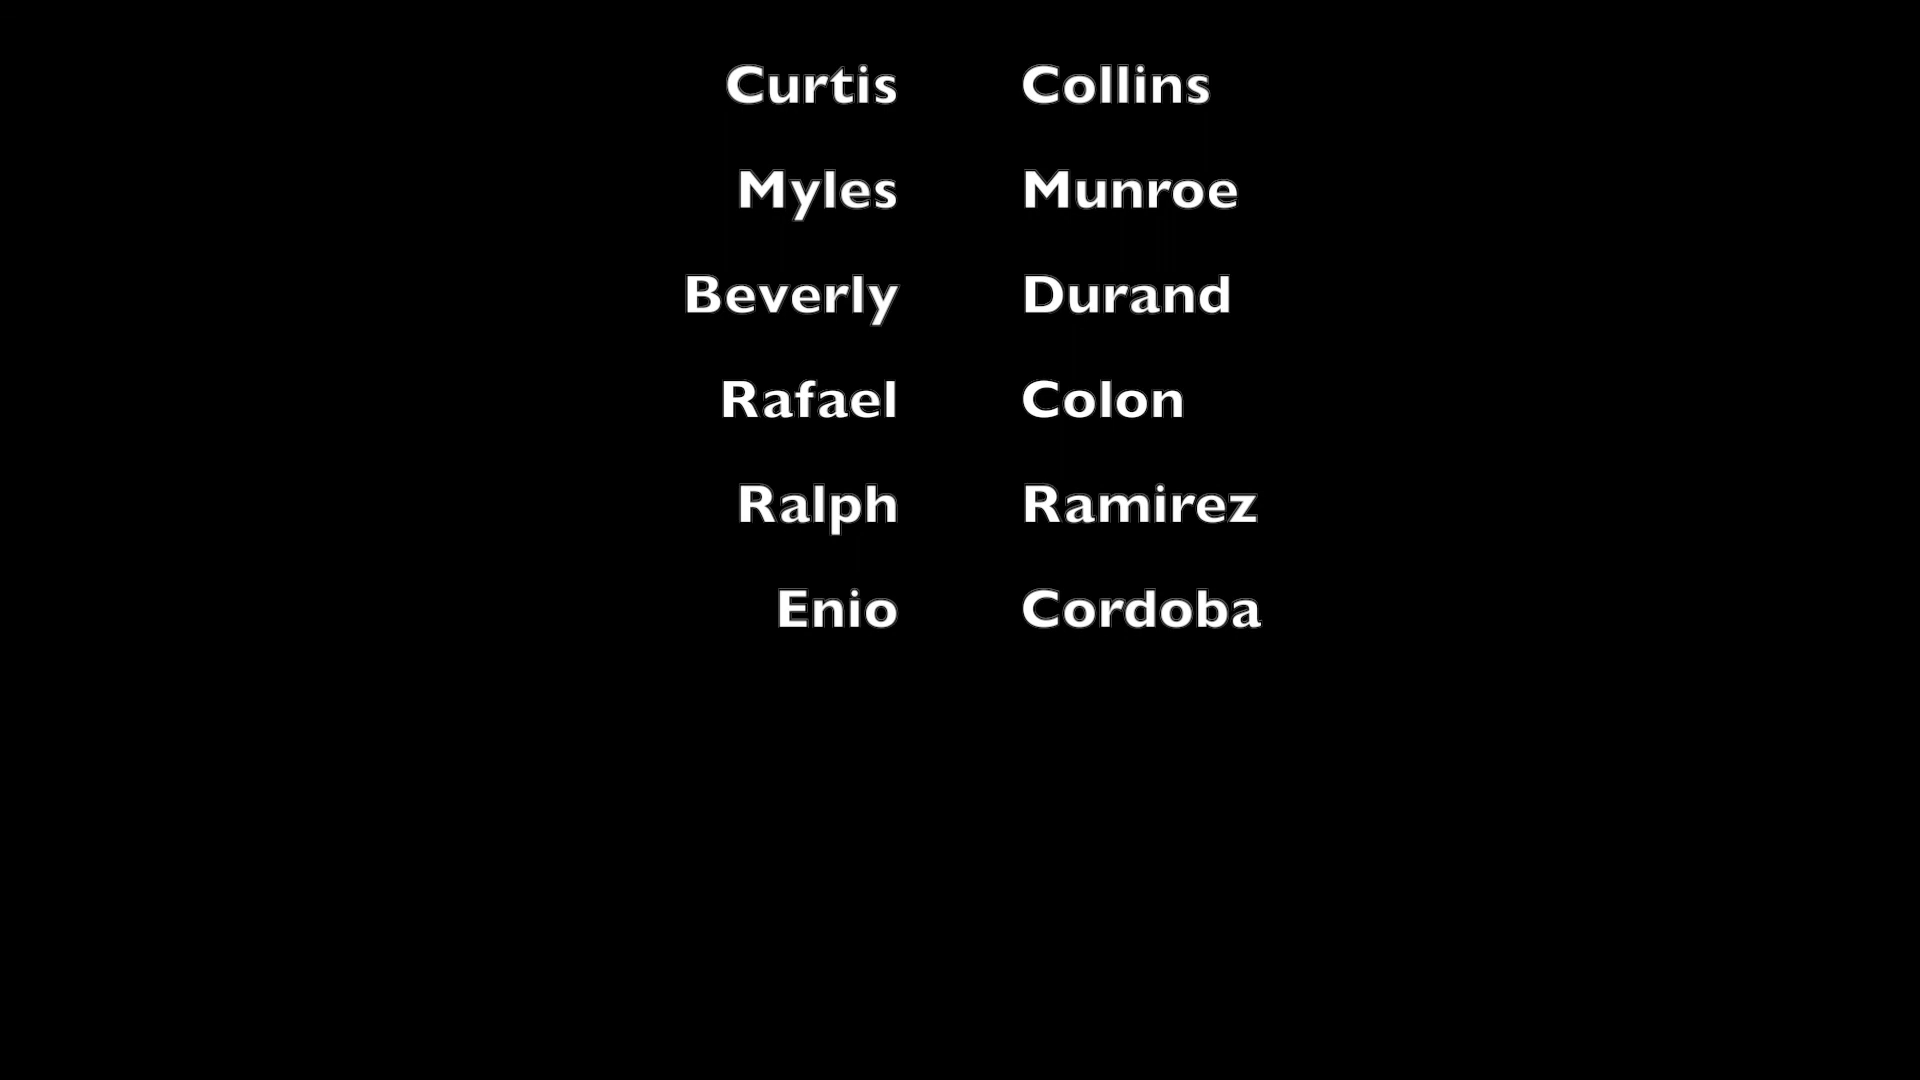 Curtis Collins
Myles Munroe
Beverly Durand
Rafael Colon
Ralph Ramirez
Enio Cordoba